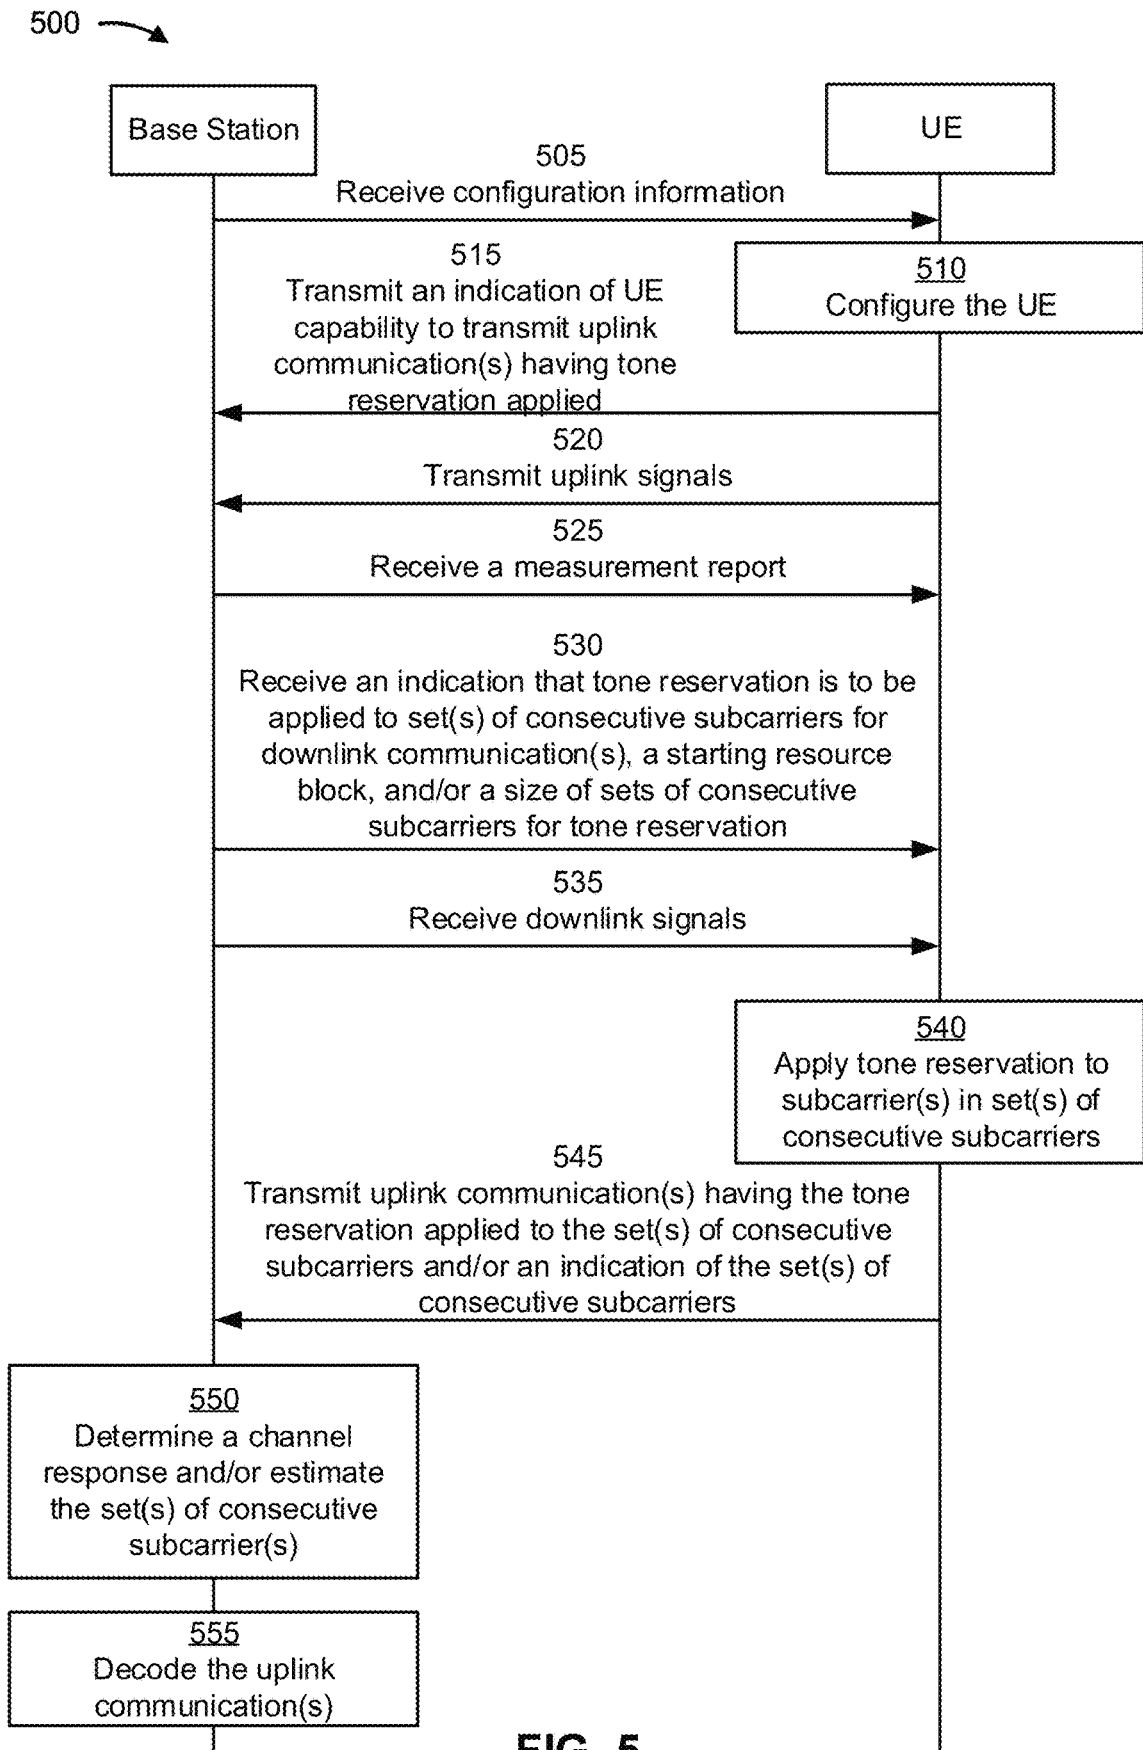 500
Base Station
UE
505
Receive configuration information
510
Configure the UE
515
Transmit an indication of UE
capability to transmit uplink
communication(s) having tone
reservation applied
520
Transmit uplink signals
525
Receive a measurement report
530
Receive an indication that tone reservation is to be
applied to set(s) of consecutive subcarriers for
downlink communication(s), a starting resource
block, and/or a size of sets of consecutive
subcarriers for tone reservation
535
Receive downlink signals
540
Apply tone reservation to
subcarrier(s) in set(s) of
consecutive subcarriers
545
Transmit uplink communication(s) having the tone
reservation applied to the set(s) of consecutive
subcarriers and/or an indication of the set(s) of
consecutive subcarriers
550
Determine a channel
response and/or estimate
the set(s) of consecutive
subcarrier(s)
555
Decode the uplink
communication(s)
FIG. 5